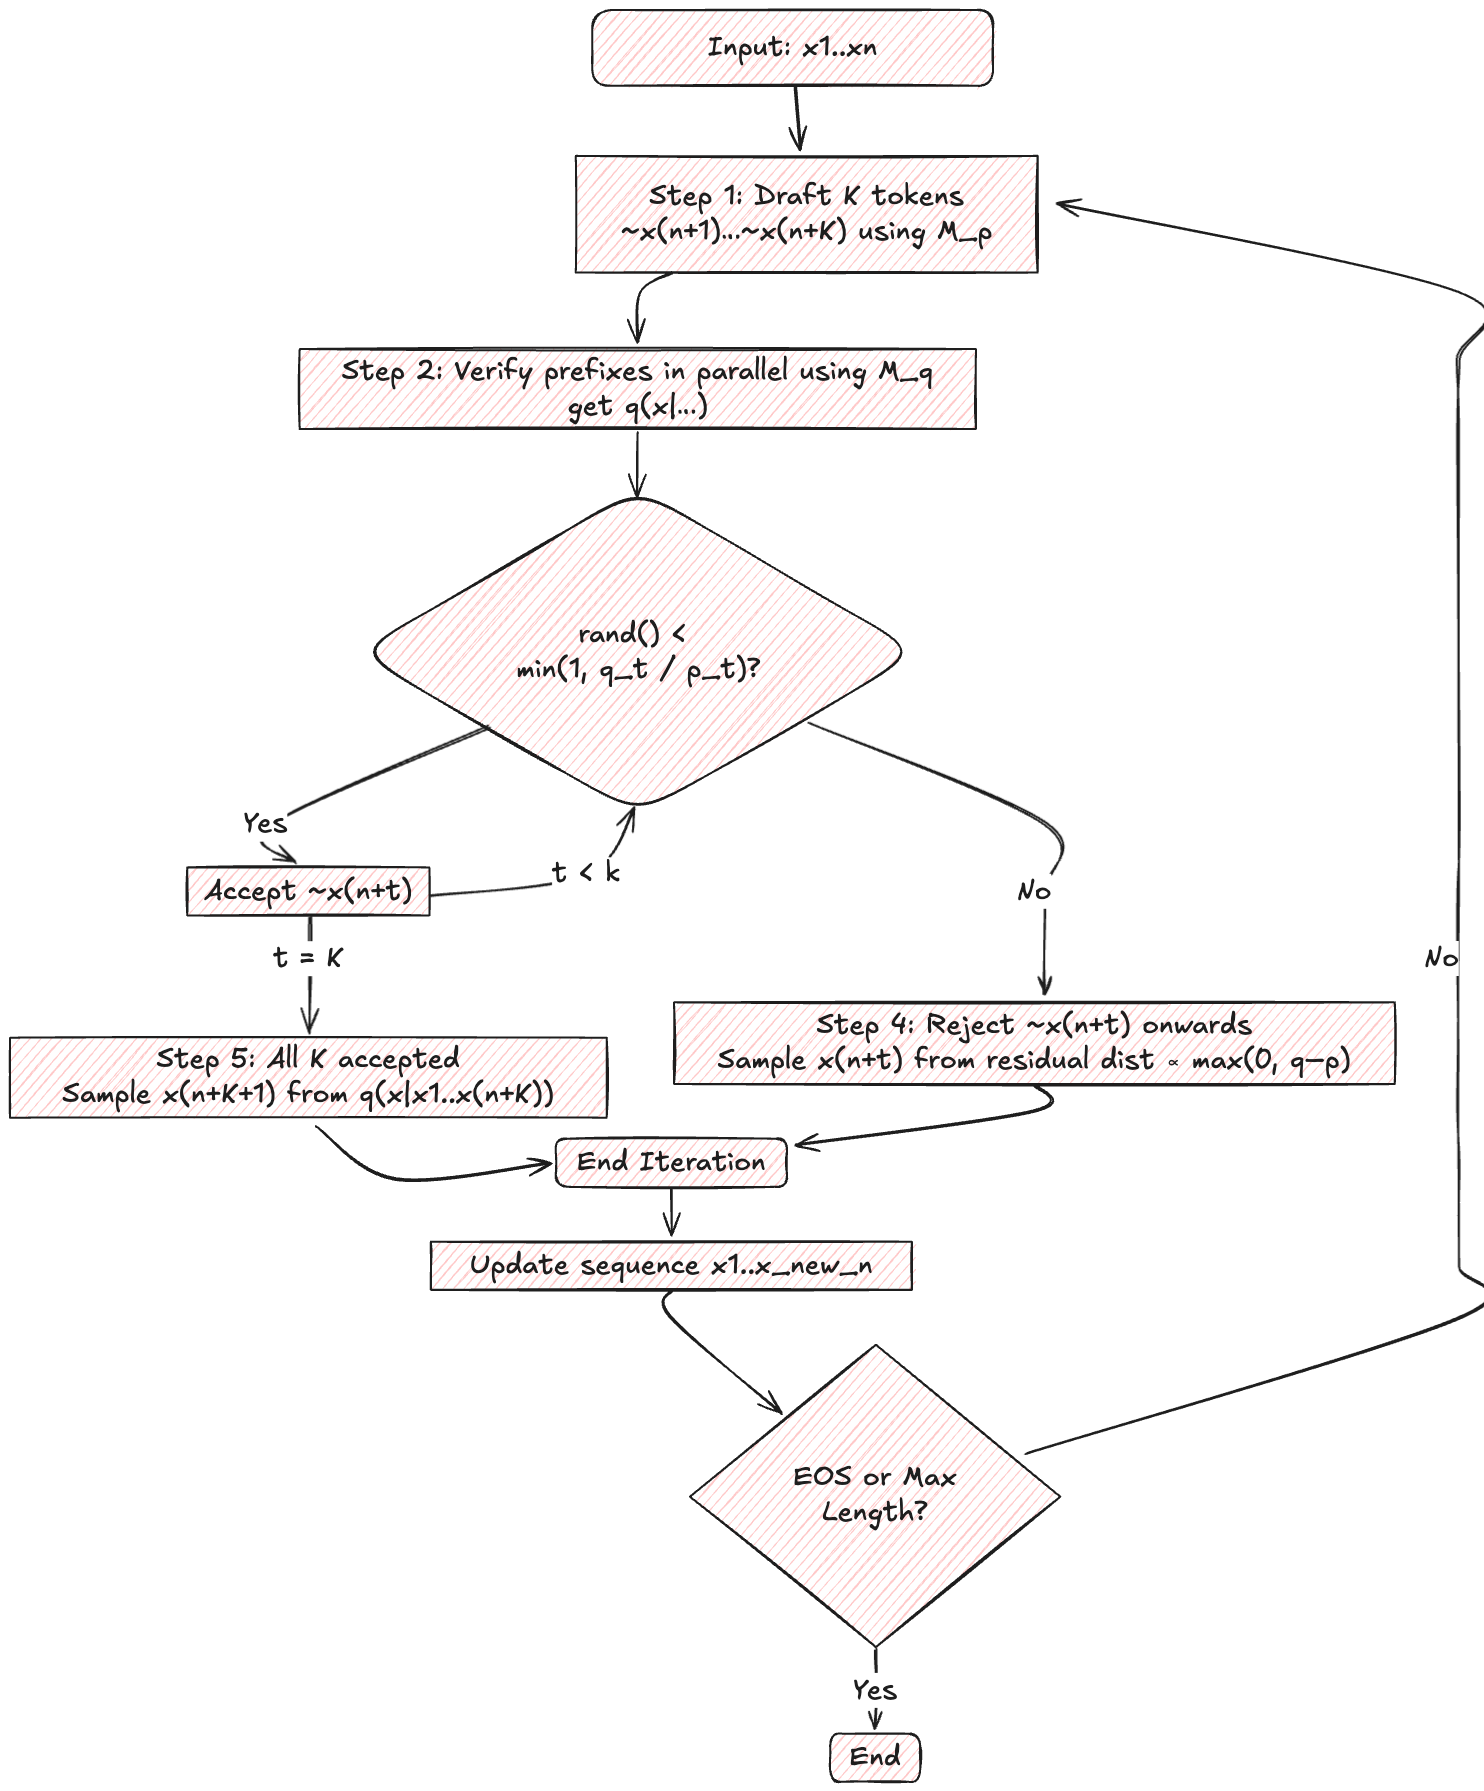 Input: x1..xn
Step 1: Draft K tokens
~x(n+1)...~x(n+K) using M_p
Step 2: Verify prefixes in parallel using M_q
get q(x|...)
rand() <
min(1, q_t / p_t)?
Yes
t < k
Accept ~x(n+t)
No
t = K
No
Step 4: Reject ~x(n+t) onwards
Sample x(n+t) from residual dist ∝ max(0, q−p)
Step 5: All K accepted
Sample x(n+K+1) from q(x|x1..x(n+K))
End Iteration
Update sequence x1..x_new_n
EOS or Max
Length?
Yes
End